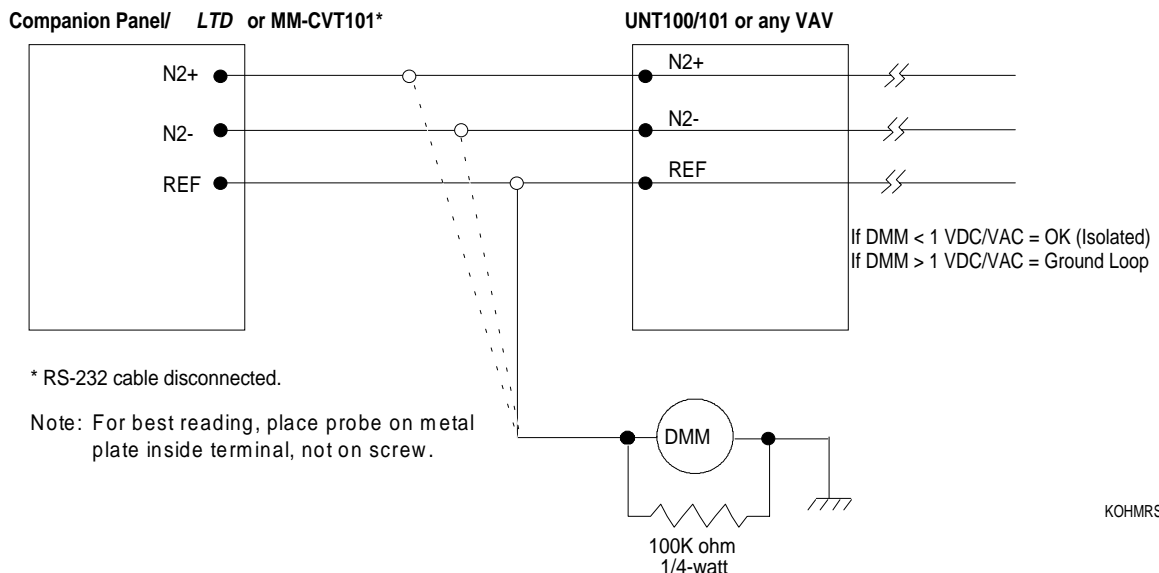 Companion Panel/ LTD or MM-CVT101*
UNT100/101 or any VAV
N2+
N2+
N2-
N2-
REF
REF
If DMM < 1 VDC/VAC = OK (Isolated)
If DMM > 1 VDC/VAC = Ground Loop
* RS-232 cable disconnected.
Note: For best reading, place probe on metal
plate inside terminal, not on screw.
DMM
100K ohm
1/4-watt
KOHMRS